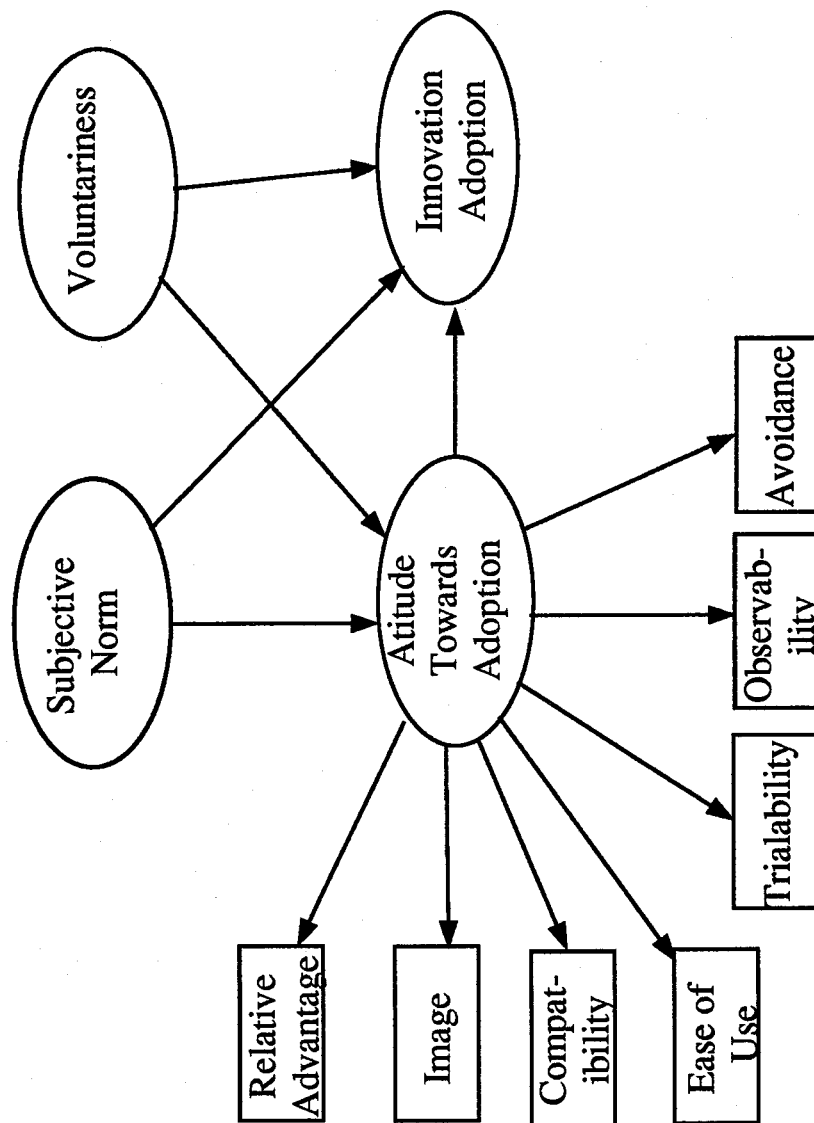 Subjective
Norm
Voluntariness
Atitude
Towards
Adoption
Innovation
Adoption
Relative
Advantage
Image
Compat-
ibility
Ease of
Use
Trialability
Observab-
ility
Avoidance